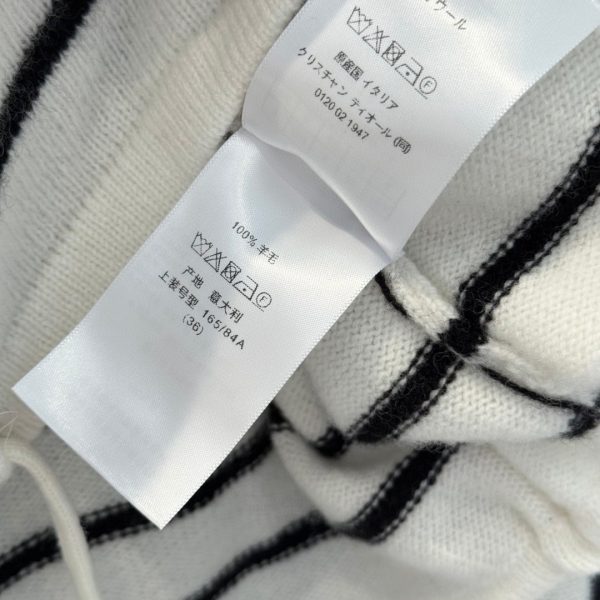 ウール
原産国 イタリア
クリスチャン ディオール (同)
0120 02 1947
100% 羊毛
产地 意大利
上装号型 165/84A
(36)